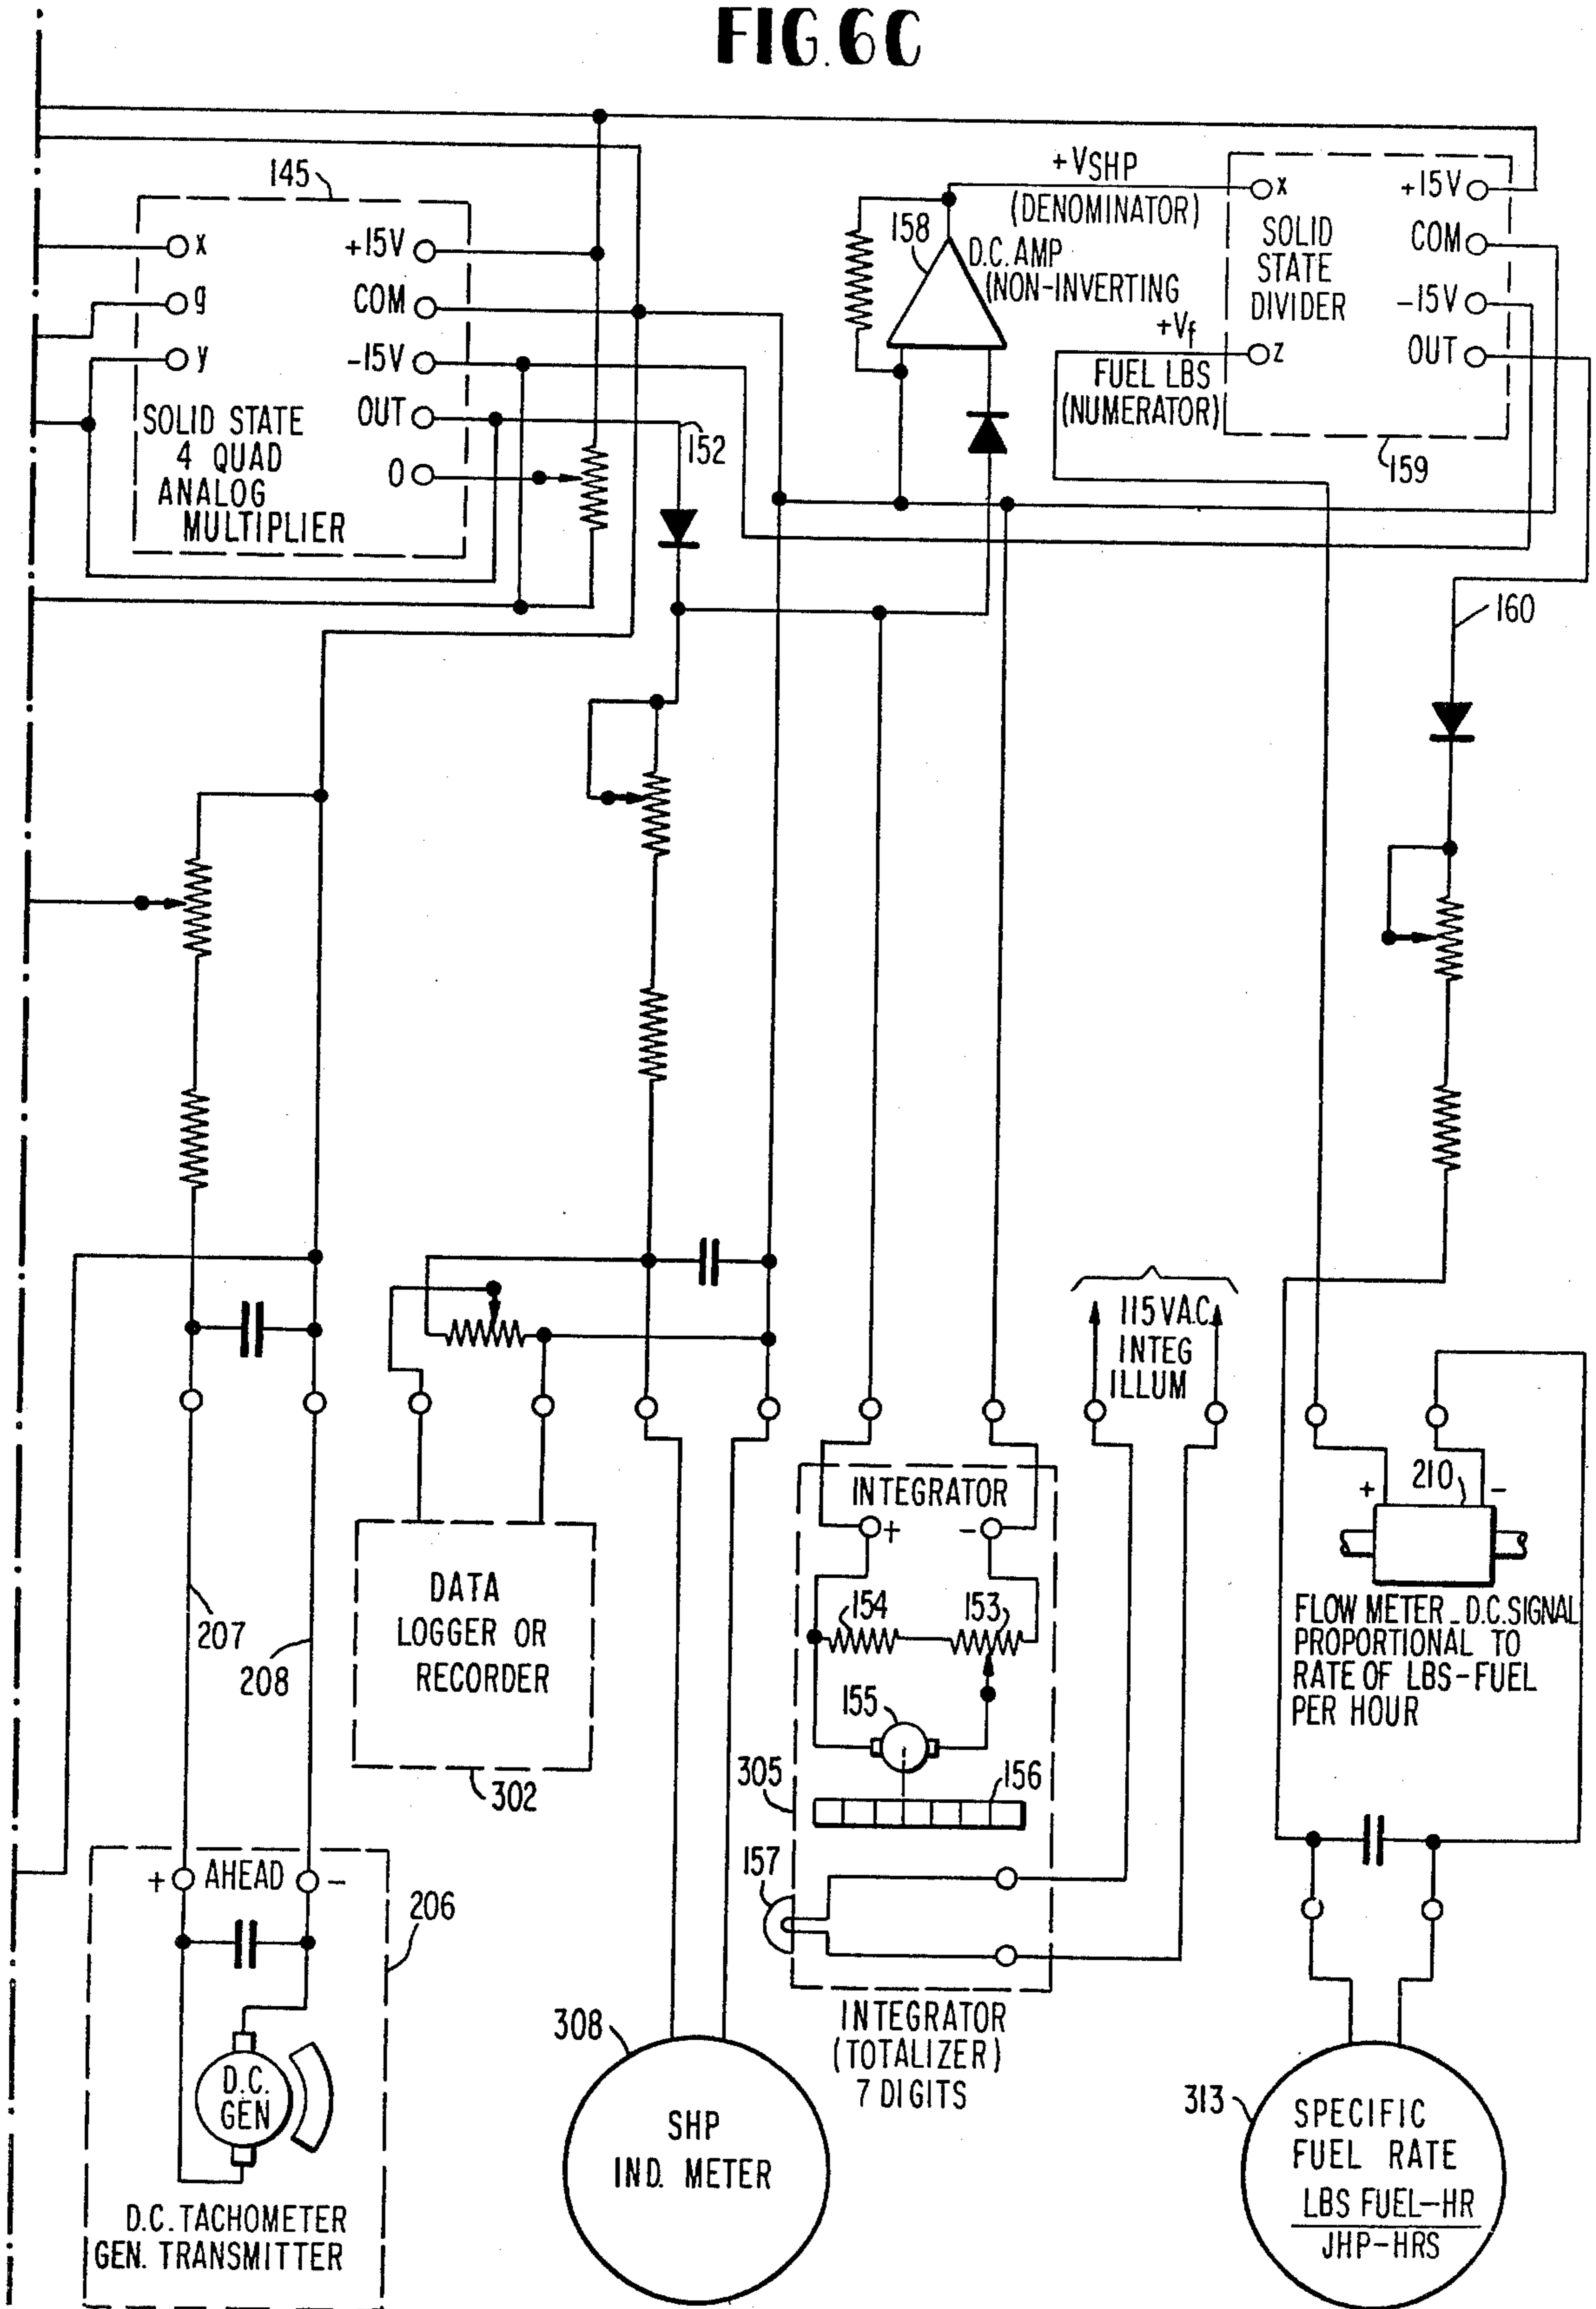 FIG. 6C
145
x
g
y
+15V
COM
-15V
OUT
0
SOLID STATE
4 QUAD
ANALOG
MULTIPLIER
152
158
+VSHP
(DENOMINATOR)
D.C. AMP
(NON-INVERTING
+Vf
FUEL LBS
(NUMERATOR)
x
z
SOLID
STATE
DIVIDER
+15V
COM
-15V
OUT
159
160
115 V.A.C.
INTEG
ILLUM
207
208
DATA
LOGGER OR
RECORDER
302
INTEGRATOR
+
-
154
153
155
156
305
157
INTEGRATOR
(TOTALIZER)
7 DIGITS
+
210
-
FLOW METER - D.C. SIGNAL
PROPORTIONAL TO
RATE OF LBS-FUEL
PER HOUR
+ AHEAD -
206
D.C.
GEN
D.C. TACHOMETER
GEN. TRANSMITTER
308
SHP
IND. METER
313
SPECIFIC
FUEL RATE
LBS FUEL-HR
JHP-HRS